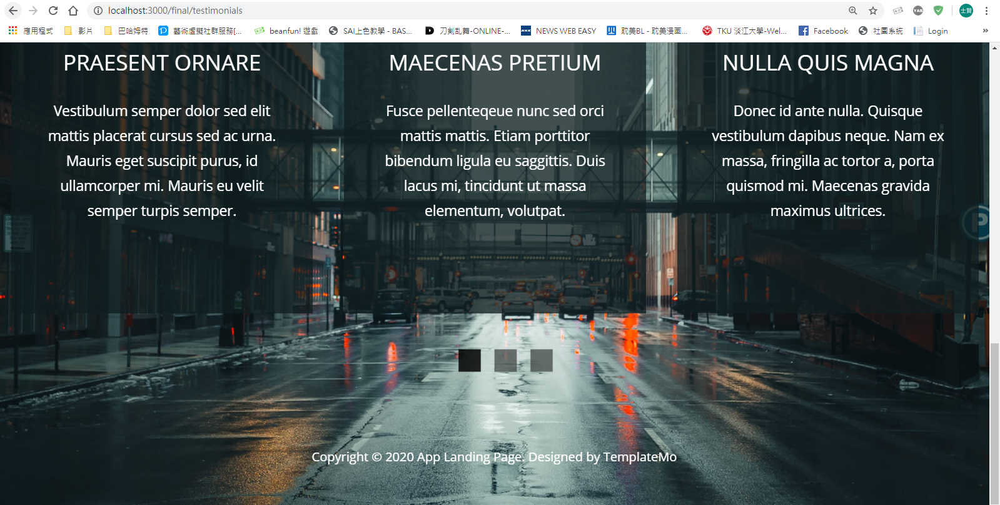 localhost:3000/final/testimonials
YAB
士賢
應用程式
影片
巴哈姆特
藝術虛擬社群服務[...
beanfun! 遊戲
SAI上色教學 - BAS...
刀剣乱舞-ONLINE-...
NHK
NEWS WEB EASY
耽美BL - 耽美漫画...
TKU 淡江大學-Wel...
Facebook
社團系統
Login
»
PRAESENT ORNARE
Vestibulum semper dolor sed elit
mattis placerat cursus sed ac urna.
Mauris eget suscipit purus, id
ullamcorper mi. Mauris eu velit
semper turpis semper.
MAECENAS PRETIUM
Fusce pellenteqeue nunc sed orci
mattis mattis. Etiam porttitor
bibendum ligula eu saggittis. Duis
lacus mi, tincidunt ut massa
elementum, volutpat.
NULLA QUIS MAGNA
Donec id ante nulla. Quisque
vestibulum dapibus neque. Nam ex
massa, fringilla ac tortor a, porta
quismod mi. Maecenas gravida
maximus ultrices.
P
Copyright © 2020 App Landing Page. Designed by TemplateMo